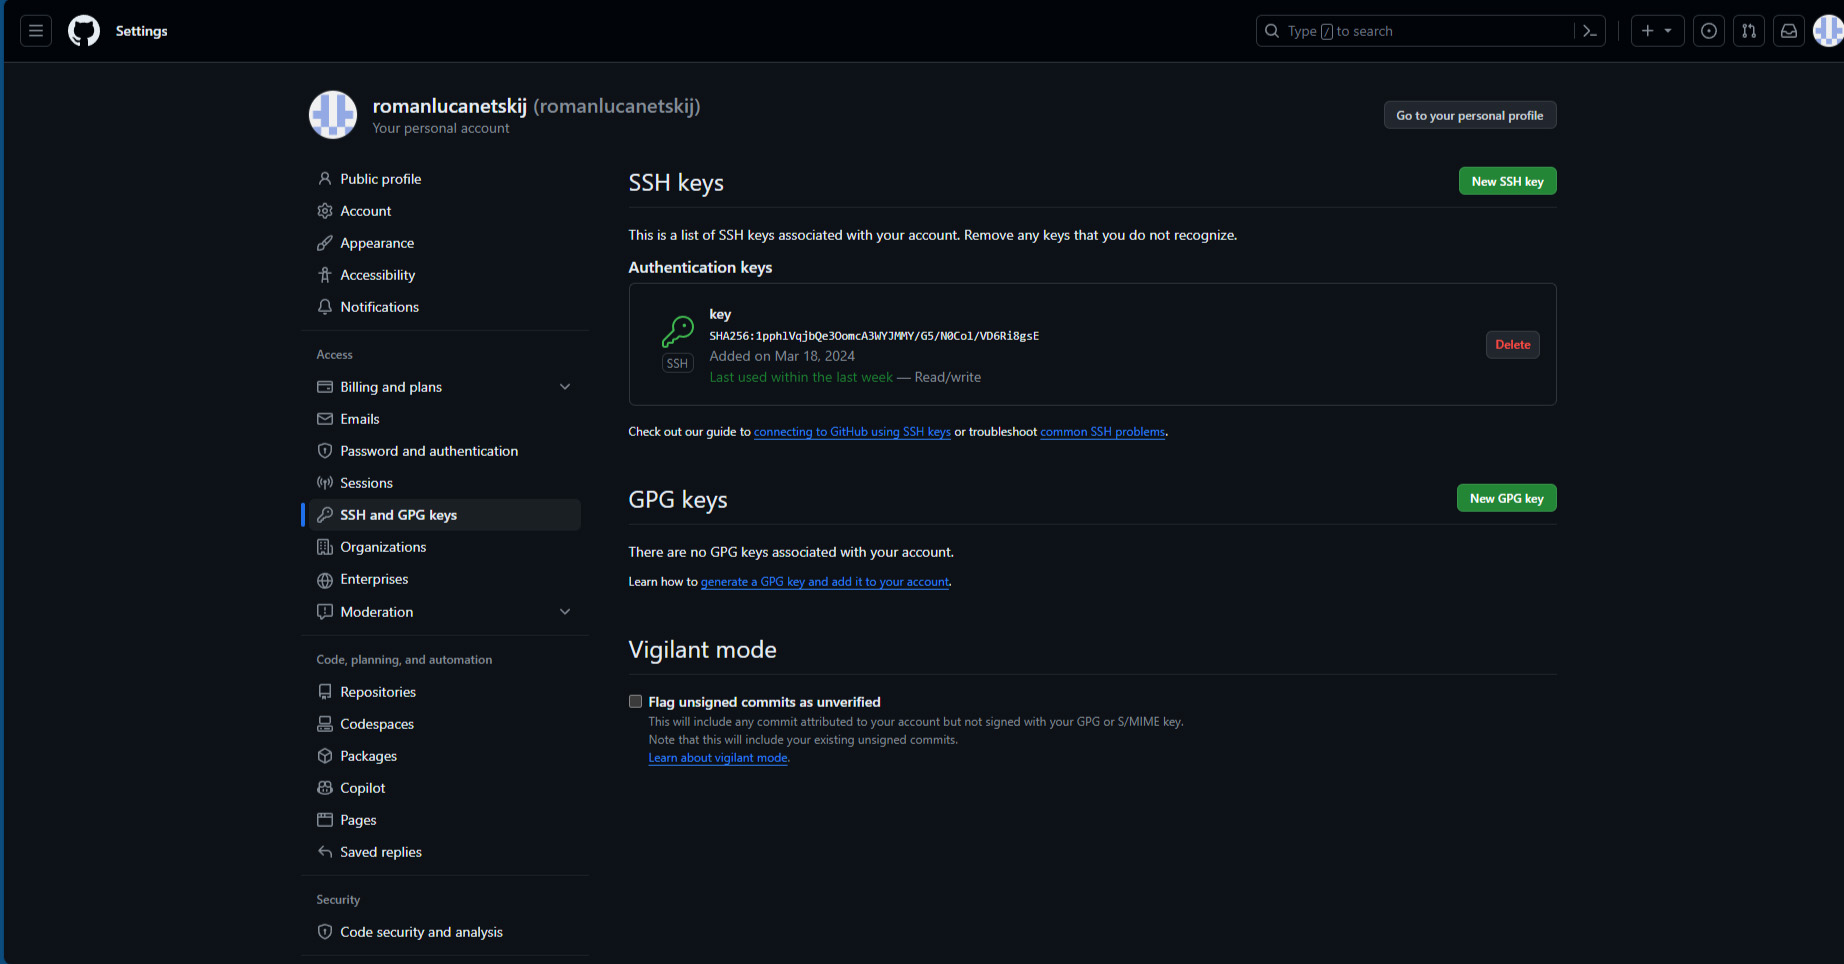 Settings
Type / to search
romanlucanetskij (romanlucanetskij)
Your personal account
Go to your personal profile
Public profile
Account
Appearance
Accessibility
Notifications
Access
Billing and plans
Emails
Password and authentication
Sessions
SSH and GPG keys
Organizations
Enterprises
Moderation
Code, planning, and automation
Repositories
Codespaces
Packages
Copilot
Pages
Saved replies
Security
Code security and analysis
SSH keys
New SSH key
This is a list of SSH keys associated with your account. Remove any keys that you do not recognize.
Authentication keys
key
SHA256:1pphlVqjbQe3OomcA3WYJMMY/G5/N0Col/VD6Ri8gsE
SSH
Added on Mar 18, 2024
Last used within the last week — Read/write
Delete
Check out our guide to connecting to GitHub using SSH keys or troubleshoot common SSH problems.
GPG keys
New GPG key
There are no GPG keys associated with your account.
Learn how to generate a GPG key and add it to your account.
Vigilant mode
Flag unsigned commits as unverified
This will include any commit attributed to your account but not signed with your GPG or S/MIME key.
Note that this will include your existing unsigned commits.
Learn about vigilant mode.